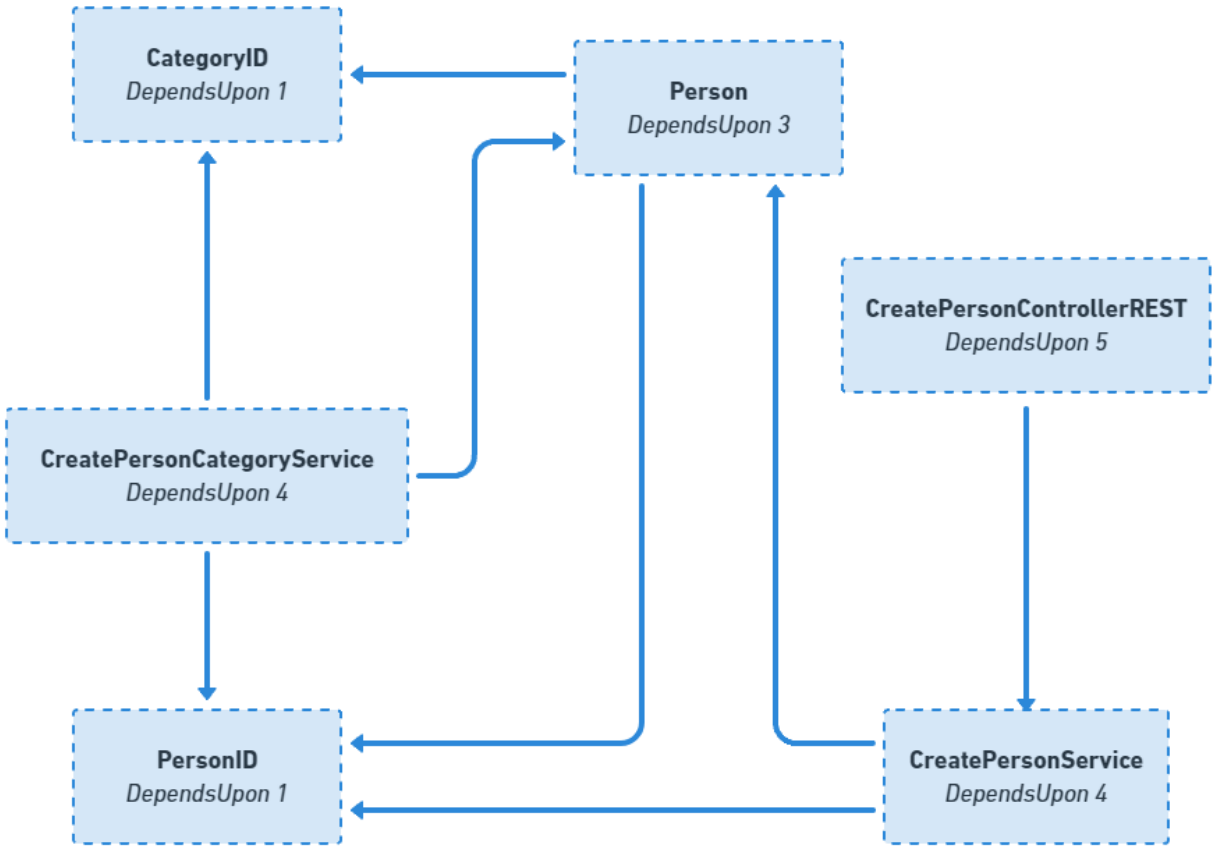 CategoryID
DependsUpon 1
Person
DependsUpon 3
CreatePersonControllerREST
DependsUpon 5
CreatePersonCategoryService
DependsUpon 4
PersonID
DependsUpon 1
CreatePersonService
DependsUpon 4